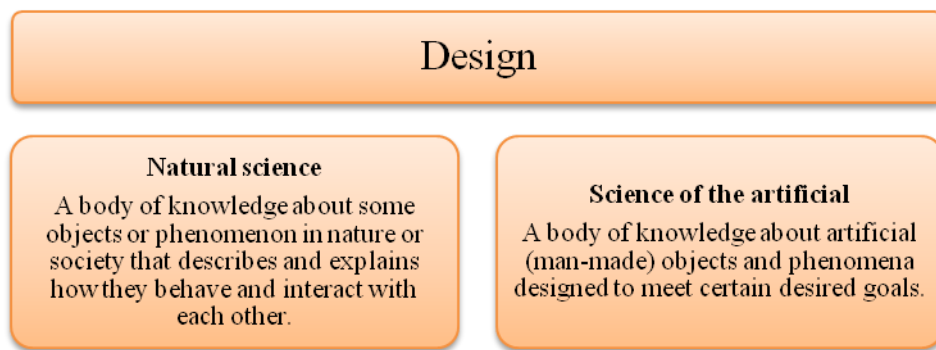 Design
Natural science
A body of knowledge about some
objects or phenomenon in nature or
society that describes and explains
how they behave and interact with
each other.
Science of the artificial
A body of knowledge about artificial
(man-made) objects and phenomena
designed to meet certain desired goals.